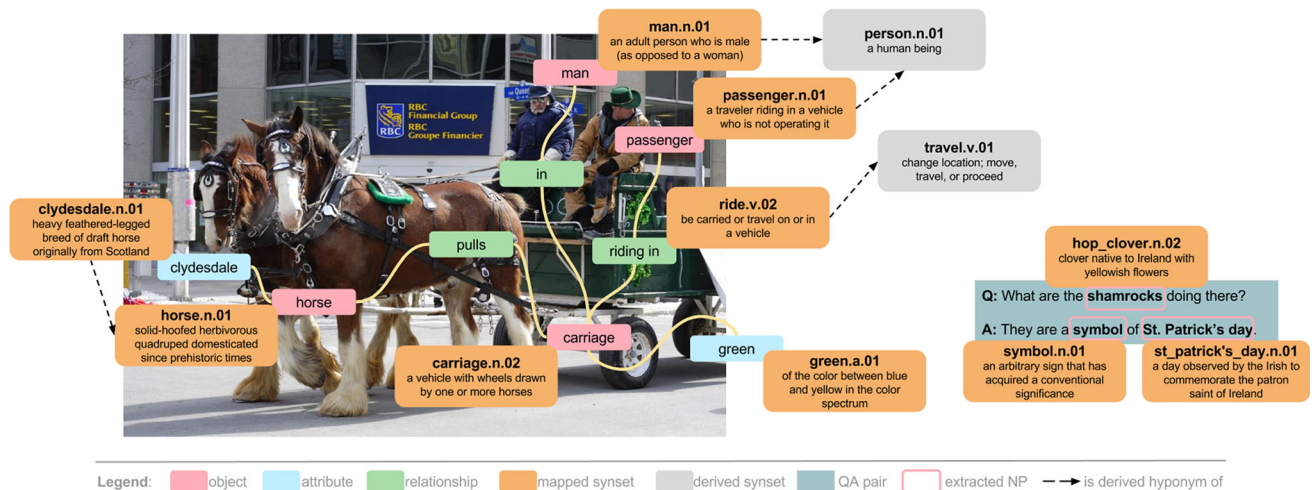 man.n.01
an adult person who is male
(as opposed to a woman)
person.n.01
a human being
man
passenger.n.01
a traveler riding in a vehicle
who is not operating it
RBC
Financial Group
RBC
Groupe Financier
RBC
passenger
travel.v.01
change location; move,
travel, or proceed
in
ride.v.02
be carried or travel on or in
a vehicle
clydesdale.n.01
heavy feathered-legged
breed of draft horse
originally from Scotland
pulls
riding in
hop_clover.n.02
clover native to Ireland with
yellowish flowers
clydesdale
horse
Q: What are the shamrocks doing there?
A: They are a symbol of St. Patrick's day.
horse.n.01
solid-hoofed herbivorous
quadruped domesticated
since prehistoric times
carriage
green
carriage.n.02
a vehicle with wheels drawn
by one or more horses
green.a.01
of the color between blue
and yellow in the color
spectrum
symbol.n.01
an arbitrary sign that has
acquired a conventional
significance
st_patrick's_day.n.01
a day observed by the Irish to
commemorate the patron
saint of Ireland
Legend: object attribute relationship mapped synset derived synset QA pair extracted NP is derived hyponym of